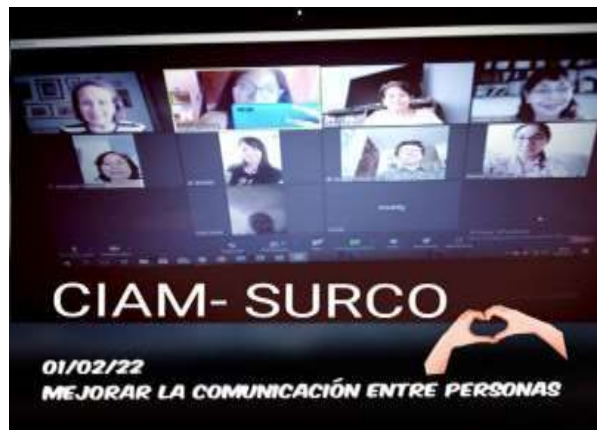 CIAM- SURCO
01/02/22
MEJORAR LA COMUNICACIÓN ENTRE PERSONAS